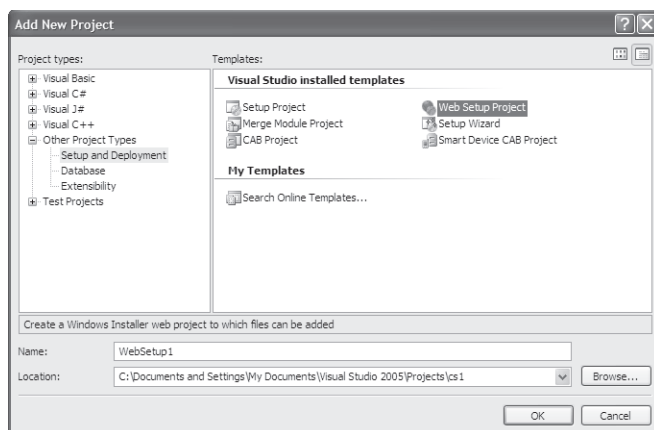 Add New Project
Project types:
Templates:
Visual Basic
Visual C#
Visual J#
Visual C++
Other Project Types
Setup and Deployment
Database
Extensibility
Test Projects
Visual Studio installed templates
Setup Project
Web Setup Project
Merge Module Project
Setup Wizard
CAB Project
Smart Device CAB Project
My Templates
Search Online Templates...
Create a Windows Installer web project to which files can be added
Name:
WebSetup1
Location:
C:\Documents and Settings\My Documents\Visual Studio 2005\Projects\cs1
Browse...
OK
Cancel